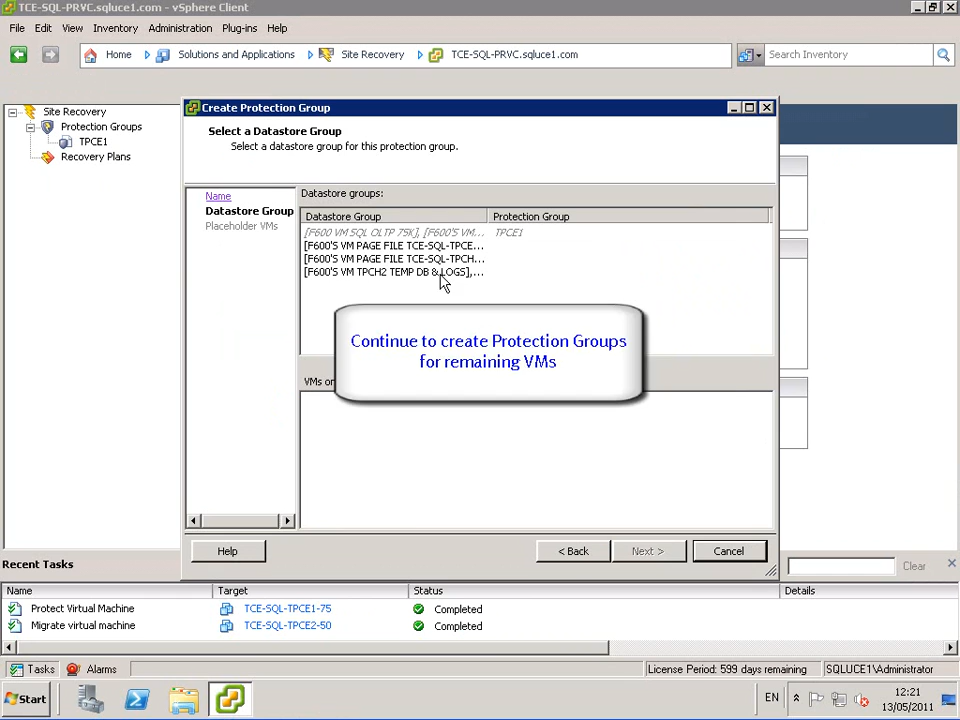 TCE-SQL-PRVC.sqluce1.com - vSphere Client
File Edit View Inventory Administration Plug-ins Help
Home Solutions and Applications Site Recovery TCE-SQL-PRVC.sqluce1.com Search Inventory
Site Recovery
Protection Groups
TPCE1
Recovery Plans
Create Protection Group
Select a Datastore Group
Select a datastore group for this protection group.
Name
Datastore Group
Placeholder VMs
Datastore groups:
Datastore Group Protection Group
[F600 VM SQL OLTP 75K], [F600'S VM... TPCE1
[F600'S VM PAGE FILE TCE-SQL-TPCE...
[F600'S VM PAGE FILE TCE-SQL-TPCH...
[F600'S VM TPCH2 TEMP DB & LOGS],...
Continue to create Protection Groups
for remaining VMs
VMs on
Help < Back Next > Cancel
Recent Tasks Clear
Name Target Status Details
Protect Virtual Machine TCE-SQL-TPCE1-75 Completed
Migrate virtual machine TCE-SQL-TPCE2-50 Completed
Tasks Alarms License Period: 599 days remaining SQLUCE1\Administrator
Start EN 12:21
13/05/2011